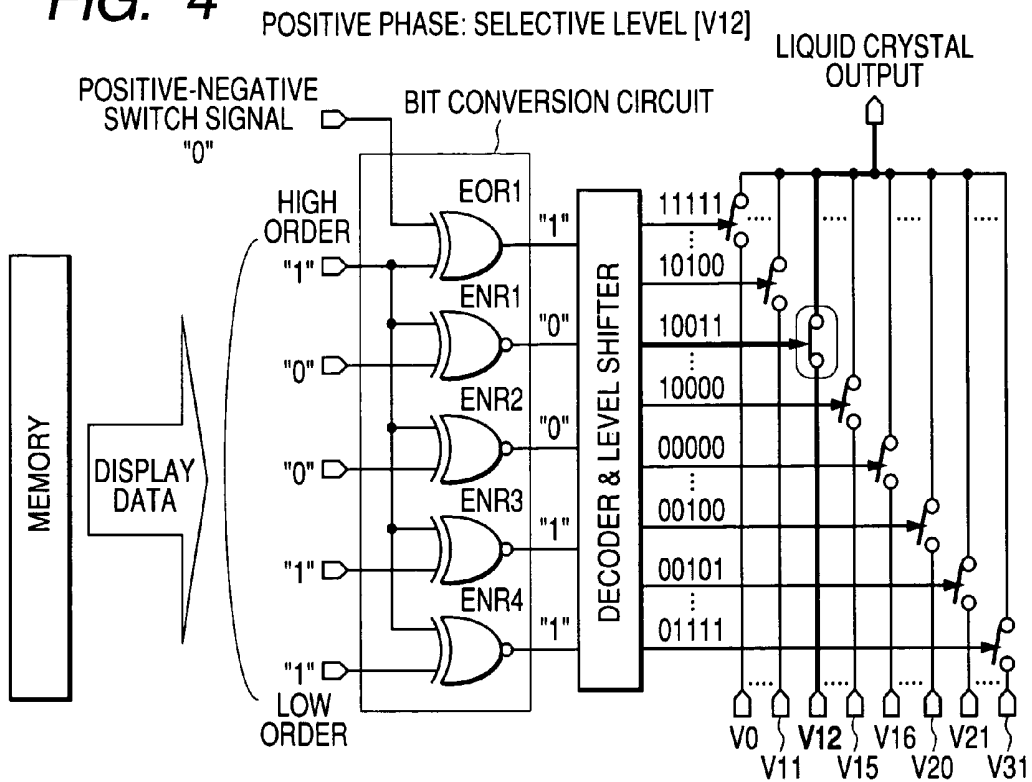 FIG. 4
POSITIVE PHASE: SELECTIVE LEVEL [V12]
LIQUID CRYSTAL
OUTPUT
POSITIVE-NEGATIVE
SWITCH SIGNAL
"0"
BIT CONVERSION CIRCUIT
HIGH
ORDER
"1"
"0"
"0"
"1"
"1"
LOW
ORDER
MEMORY
DISPLAY
DATA
EOR1
"1"
ENR1
"0"
ENR2
"0"
ENR3
"1"
ENR4
"1"
DECODER & LEVEL SHIFTER
11111
10100
10011
10000
00000
00100
00101
01111
V0
V11
V12
V15
V16
V20
V21
V31